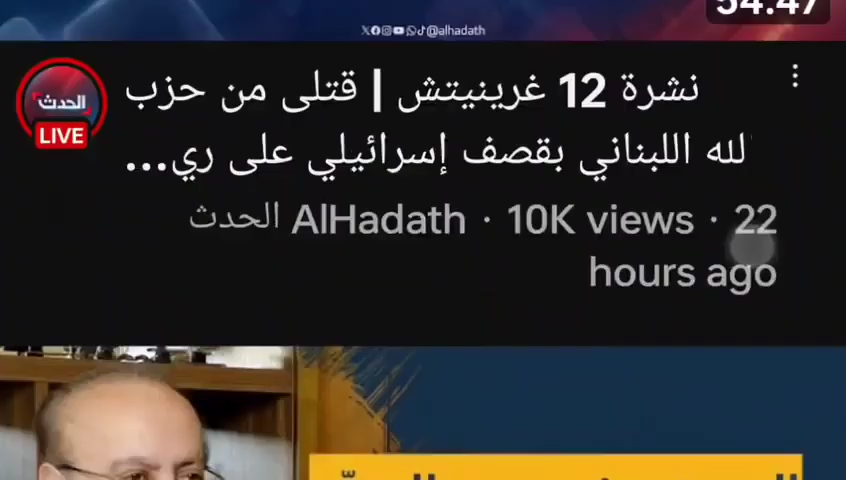 54:47
@alhadath
الحدث
LIVE
نشرة 12 غرينيتش | قتلى من حزب
الله اللبناني بقصف إسرائيلي على ري...
الحدث AlHadath · 10K views · 22
hours ago